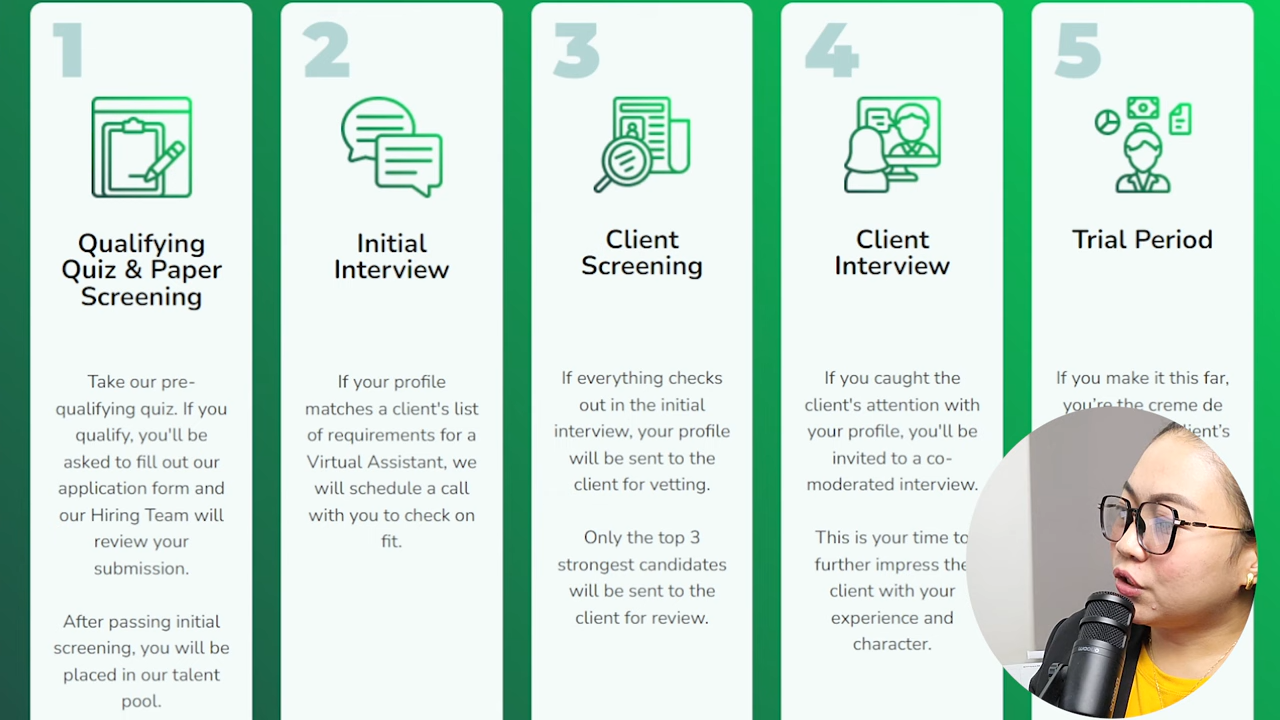 1
Qualifying
Quiz & Paper
Screening
Take our pre-
qualifying quiz. If you
qualify, you'll be
asked to fill out our
application form and
our Hiring Team will
review your
submission.
After passing initial
screening, you will be
placed in our talent
pool.
2
Initial
Interview
If your profile
matches a client's list
of requirements for a
Virtual Assistant, we
will schedule a call
with you to check on
fit.
3
Client
Screening
If everything checks
out in the initial
interview, your profile
will be sent to the
client for vetting.
Only the top 3
strongest candidates
will be sent to the
client for review.
4
Client
Interview
If you caught the
client's attention with
your profile, you'll be
invited to a co-
moderated interview.
This is your time to
further impress the
client with your
experience and
character.
5
Trial Period
If you make it this far,
you're the creme de